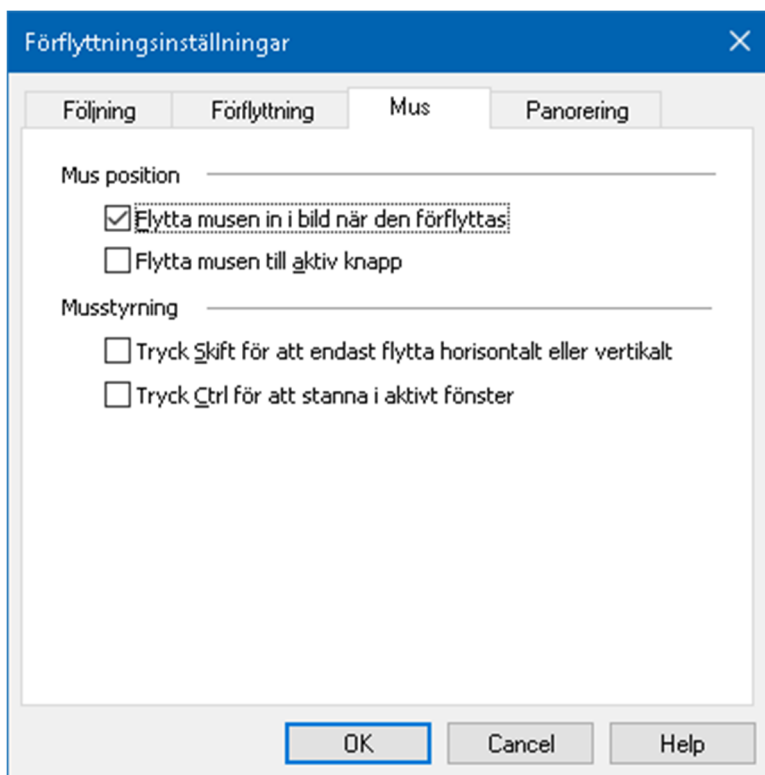 Förflyttningsinställningar
Följning Förflyttning Mus Panorering
Mus position
Flytta musen in i bild när den förflyttas
Flytta musen till aktiv knapp
Musstyrning
Tryck Skift för att endast flytta horisontalt eller vertikalt
Tryck Ctrl för att stanna i aktivt fönster
OK Cancel Help